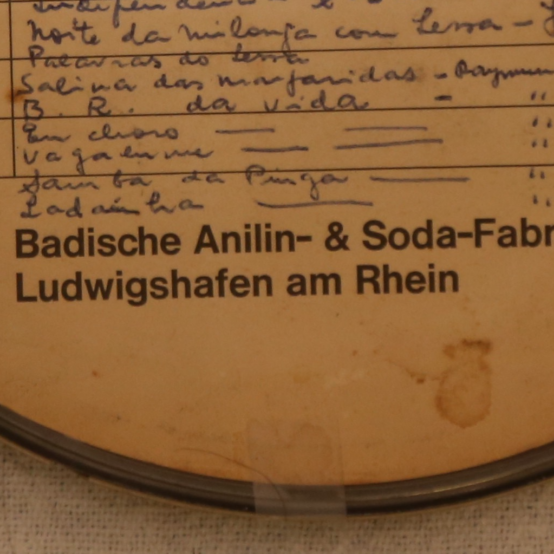 Noite da milonga com Lessa -
Palavras do Lessa
Salina das margaridas -
B. R. da vida - "
Eu choro — — "
Vagalume — — "
Samba da Pinga — "
Ladainha — "
Badische Anilin- & Soda-Fabr
Ludwigshafen am Rhein